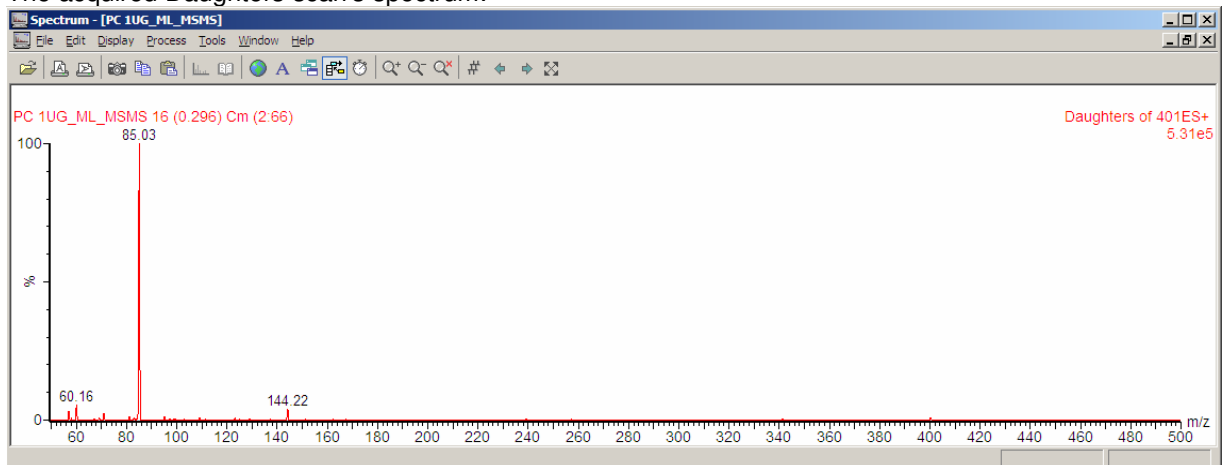 The acquired Daughters scan's spectrum:
Spectrum - [PC 1UG_ML_MSMS]
File Edit Display Process Tools Window Help
PC 1UG_ML_MSMS 16 (0.296) Cm (2:66)
Daughters of 401ES+
5.31e5
100
85.03
%
60.16
144.22
0
m/z
60 80 100 120 140 160 180 200 220 240 260 280 300 320 340 360 380 400 420 440 460 480 500